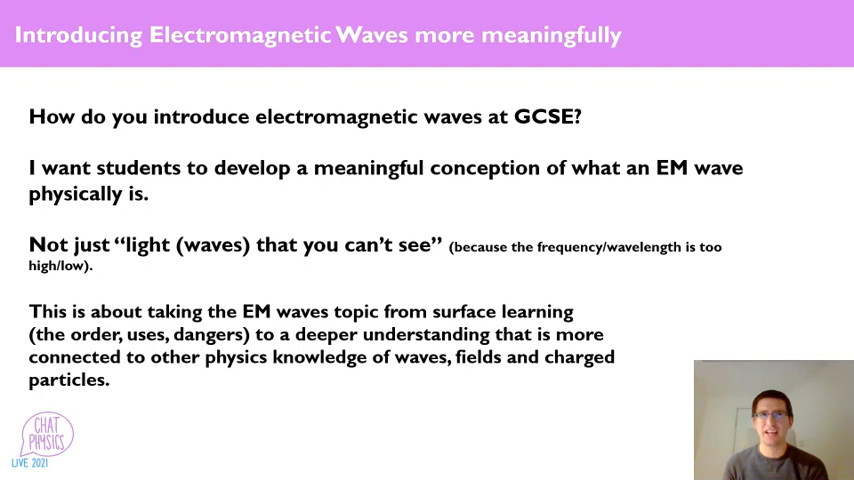 Introducing Electromagnetic Waves more meaningfully
How do you introduce electromagnetic waves at GCSE?
I want students to develop a meaningful conception of what an EM wave
physically is.
Not just “light (waves) that you can’t see” (because the frequency/wavelength is too
high/low).
This is about taking the EM waves topic from surface learning
(the order, uses, dangers) to a deeper understanding that is more
connected to other physics knowledge of waves, fields and charged
particles.
CHAT
PHYSICS
LIVE 2021